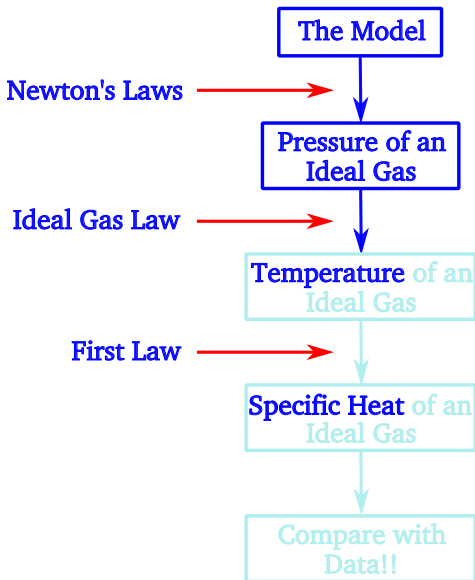 The Model
Newton's Laws
Pressure of an
Ideal Gas
Ideal Gas Law
Temperature of an
Ideal Gas
First Law
Specific Heat of an
Ideal Gas
Compare with
Data!!